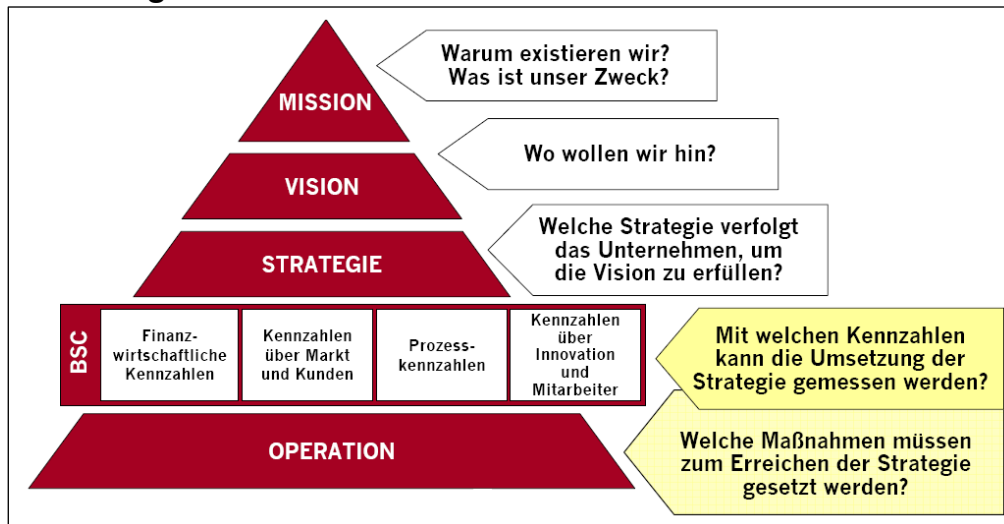 Warum existieren wir?
Was ist unser Zweck?
MISSION
Wo wollen wir hin?
VISION
Welche Strategie verfolgt
das Unternehmen, um
die Vision zu erfüllen?
STRATEGIE
BSC
Finanz-
wirtschaftliche
Kennzahlen
Kennzahlen
über Markt
und Kunden
Prozess-
kennzahlen
Kennzahlen
über
Innovation
und
Mitarbeiter
Mit welchen Kennzahlen
kann die Umsetzung der
Strategie gemessen werden?
OPERATION
Welche Maßnahmen müssen
zum Erreichen der Strategie
gesetzt werden?